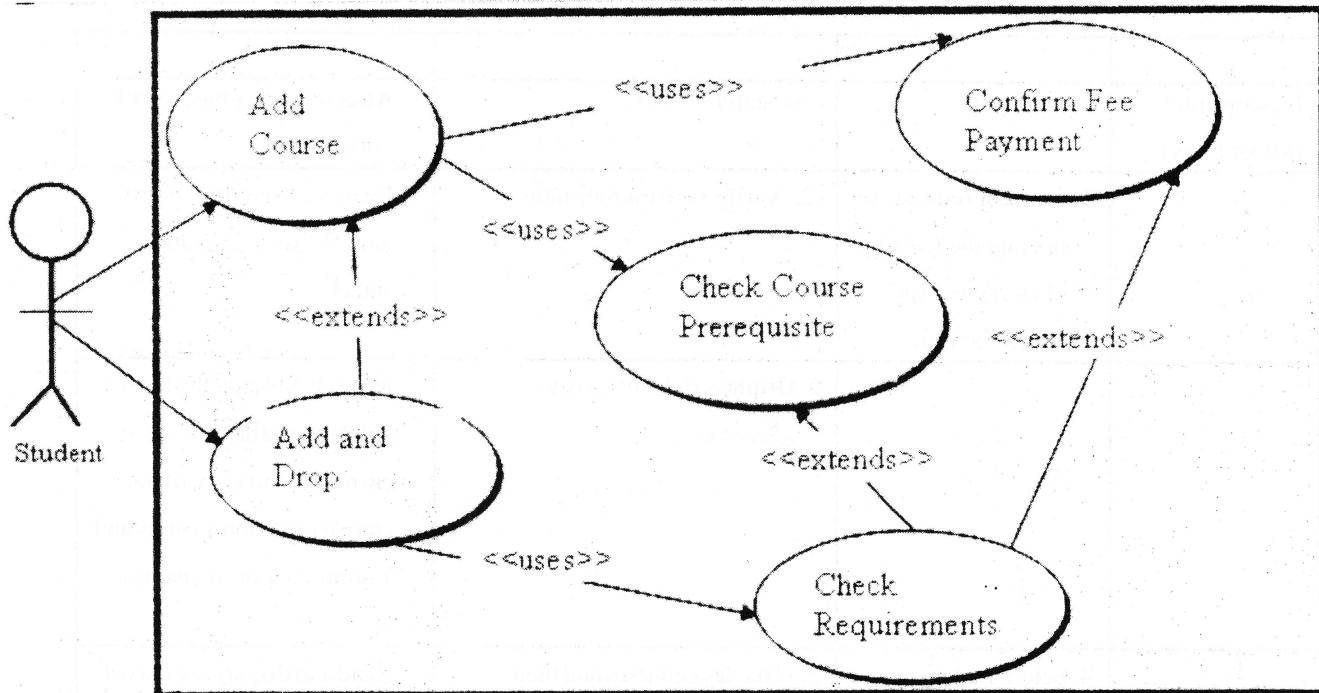 Add
Course
<<uses>>
Confirm Fee
Payment
<<uses>>
Check Course
Prerequisite
<<extends>>
<<extends>>
Student
Add and
Drop
<<extends>>
<<uses>>
Check
Requirements